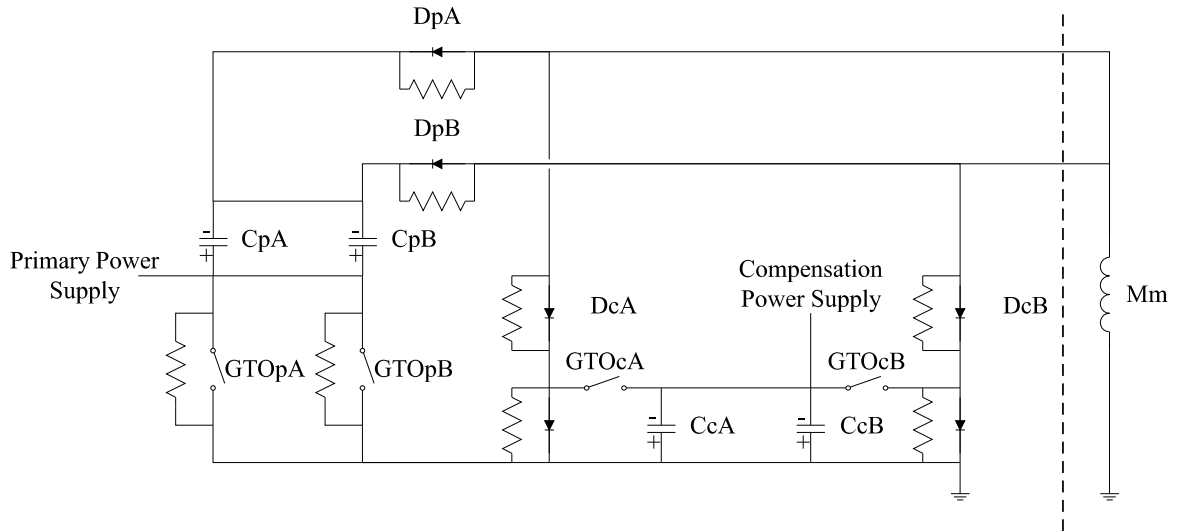 DpA
DpB
CpA
CpB
Primary Power
Supply
Compensation
Power Supply
DcA
DcB
Mm
GTOpA
GTOpB
GTOcA
GTOcB
CcA
CcB
-
+
-
+
-
+
-
+